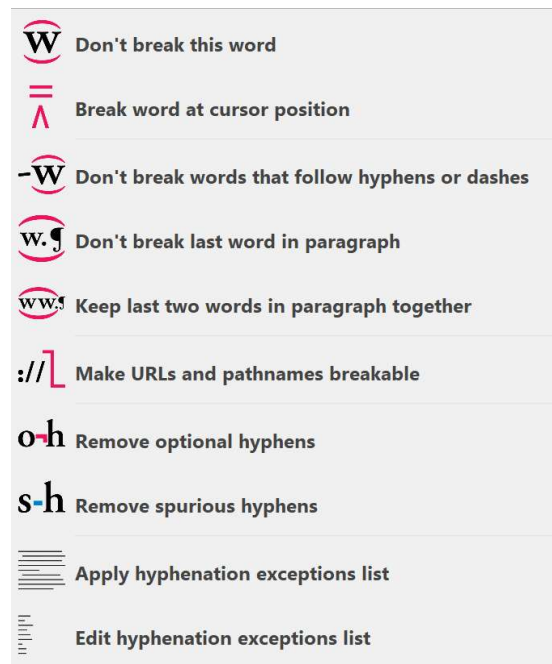 w Don't break this word
Break word at cursor position
-w Don't break words that follow hyphens or dashes
w.¶ Don't break last word in paragraph
ww.¶ Keep last two words in paragraph together
:// Make URLs and pathnames breakable
o¬h Remove optional hyphens
s-h Remove spurious hyphens
Apply hyphenation exceptions list
Edit hyphenation exceptions list